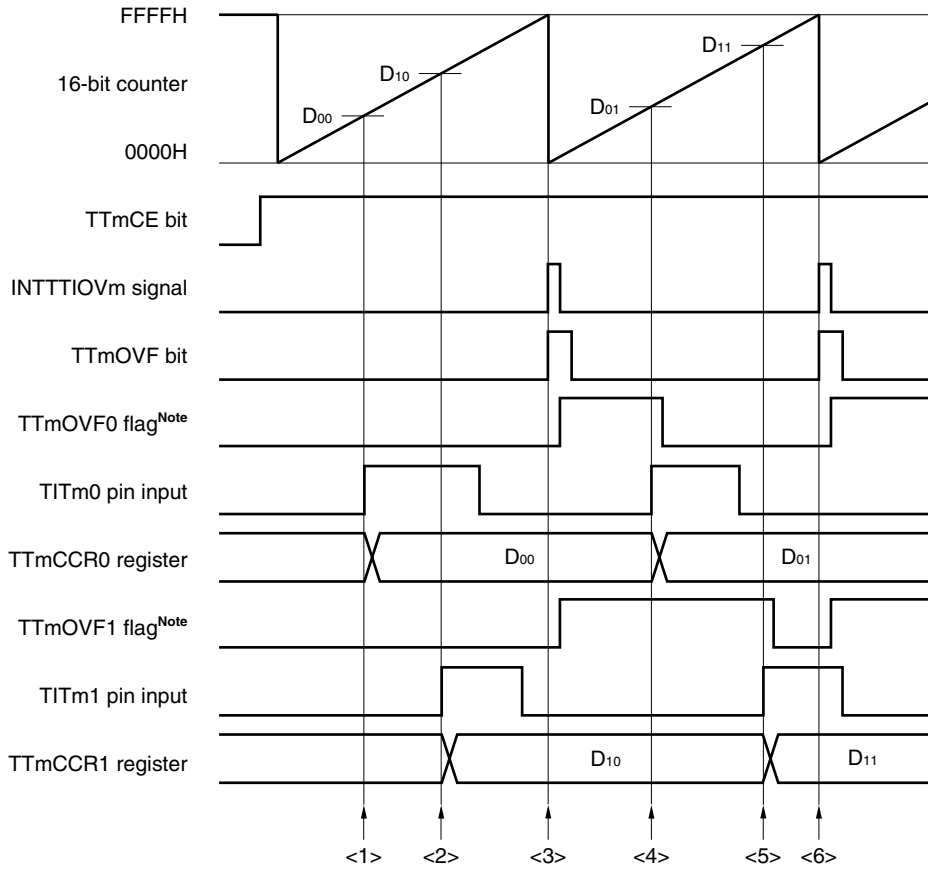 FFFFH
D11
D10
16-bit counter
D01
D00
0000H
TTmCE bit
INTTTIOVm signal
TTmOVF bit
TTmOVF0 flagNote
TITm0 pin input
TTmCCR0 register D00 D01
TTmOVF1 flagNote
TITm1 pin input
TTmCCR1 register D10 D11
<1> <2> <3> <4> <5> <6>